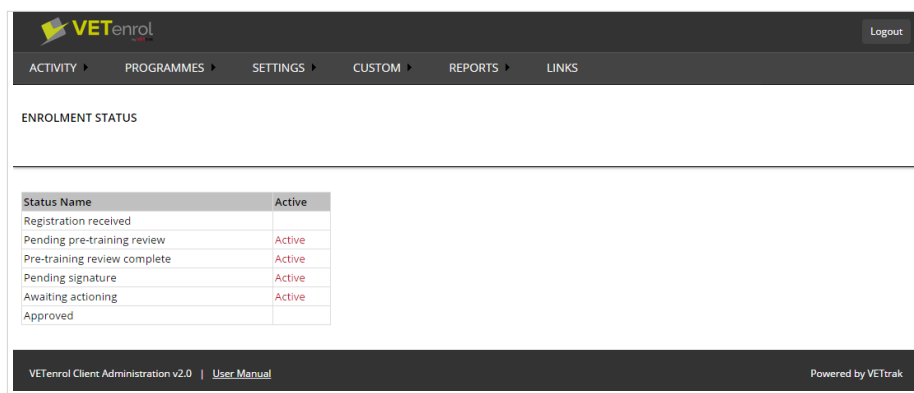 VETenrol
Logout
ACTIVITY PROGRAMMES SETTINGS CUSTOM REPORTS LINKS
ENROLMENT STATUS
Status Name Active
Registration received
Pending pre-training review Active
Pre-training review complete Active
Pending signature Active
Awaiting actioning Active
Approved
VETenrol Client Administration v2.0 | User Manual Powered by VETtrak